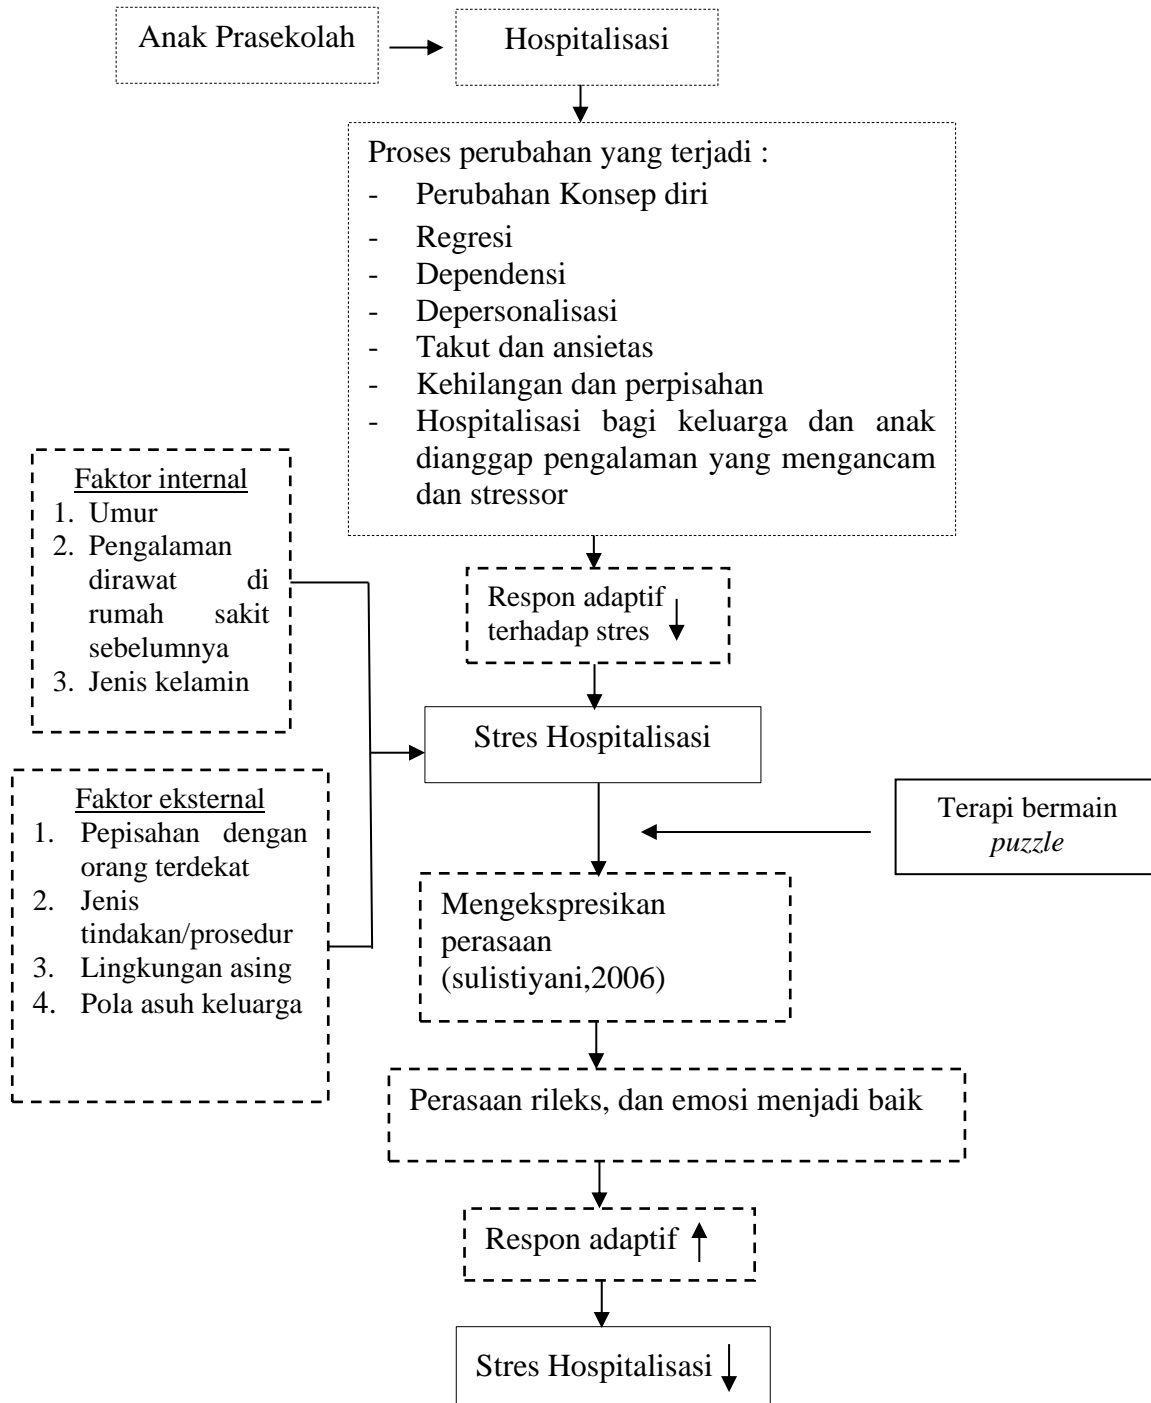 Anak Prasekolah
Hospitalisasi
Proses perubahan yang terjadi :
- Perubahan Konsep diri
- Regresi
- Dependensi
- Depersonalisasi
- Takut dan ansietas
- Kehilangan dan perpisahan
- Hospitalisasi bagi keluarga dan anak
dianggap pengalaman yang mengancam
dan stressor
Faktor internal
1. Umur
2. Pengalaman
dirawat di
rumah sakit
sebelumnya
3. Jenis kelamin
Respon adaptif
terhadap stres
Stres Hospitalisasi
Faktor eksternal
1. Pepisahan dengan
orang terdekat
2. Jenis
tindakan/prosedur
3. Lingkungan asing
4. Pola asuh keluarga
Terapi bermain
puzzle
Mengekspresikan
perasaan
(sulistiyani,2006)
Perasaan rileks, dan emosi menjadi baik
Respon adaptif
Stres Hospitalisasi